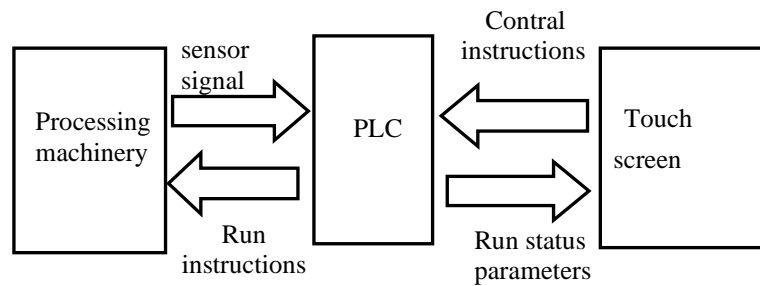 sensor
signal
Processing
machinery
Run
instructions
PLC
Contral
instructions
Run status
parameters
Touch
screen